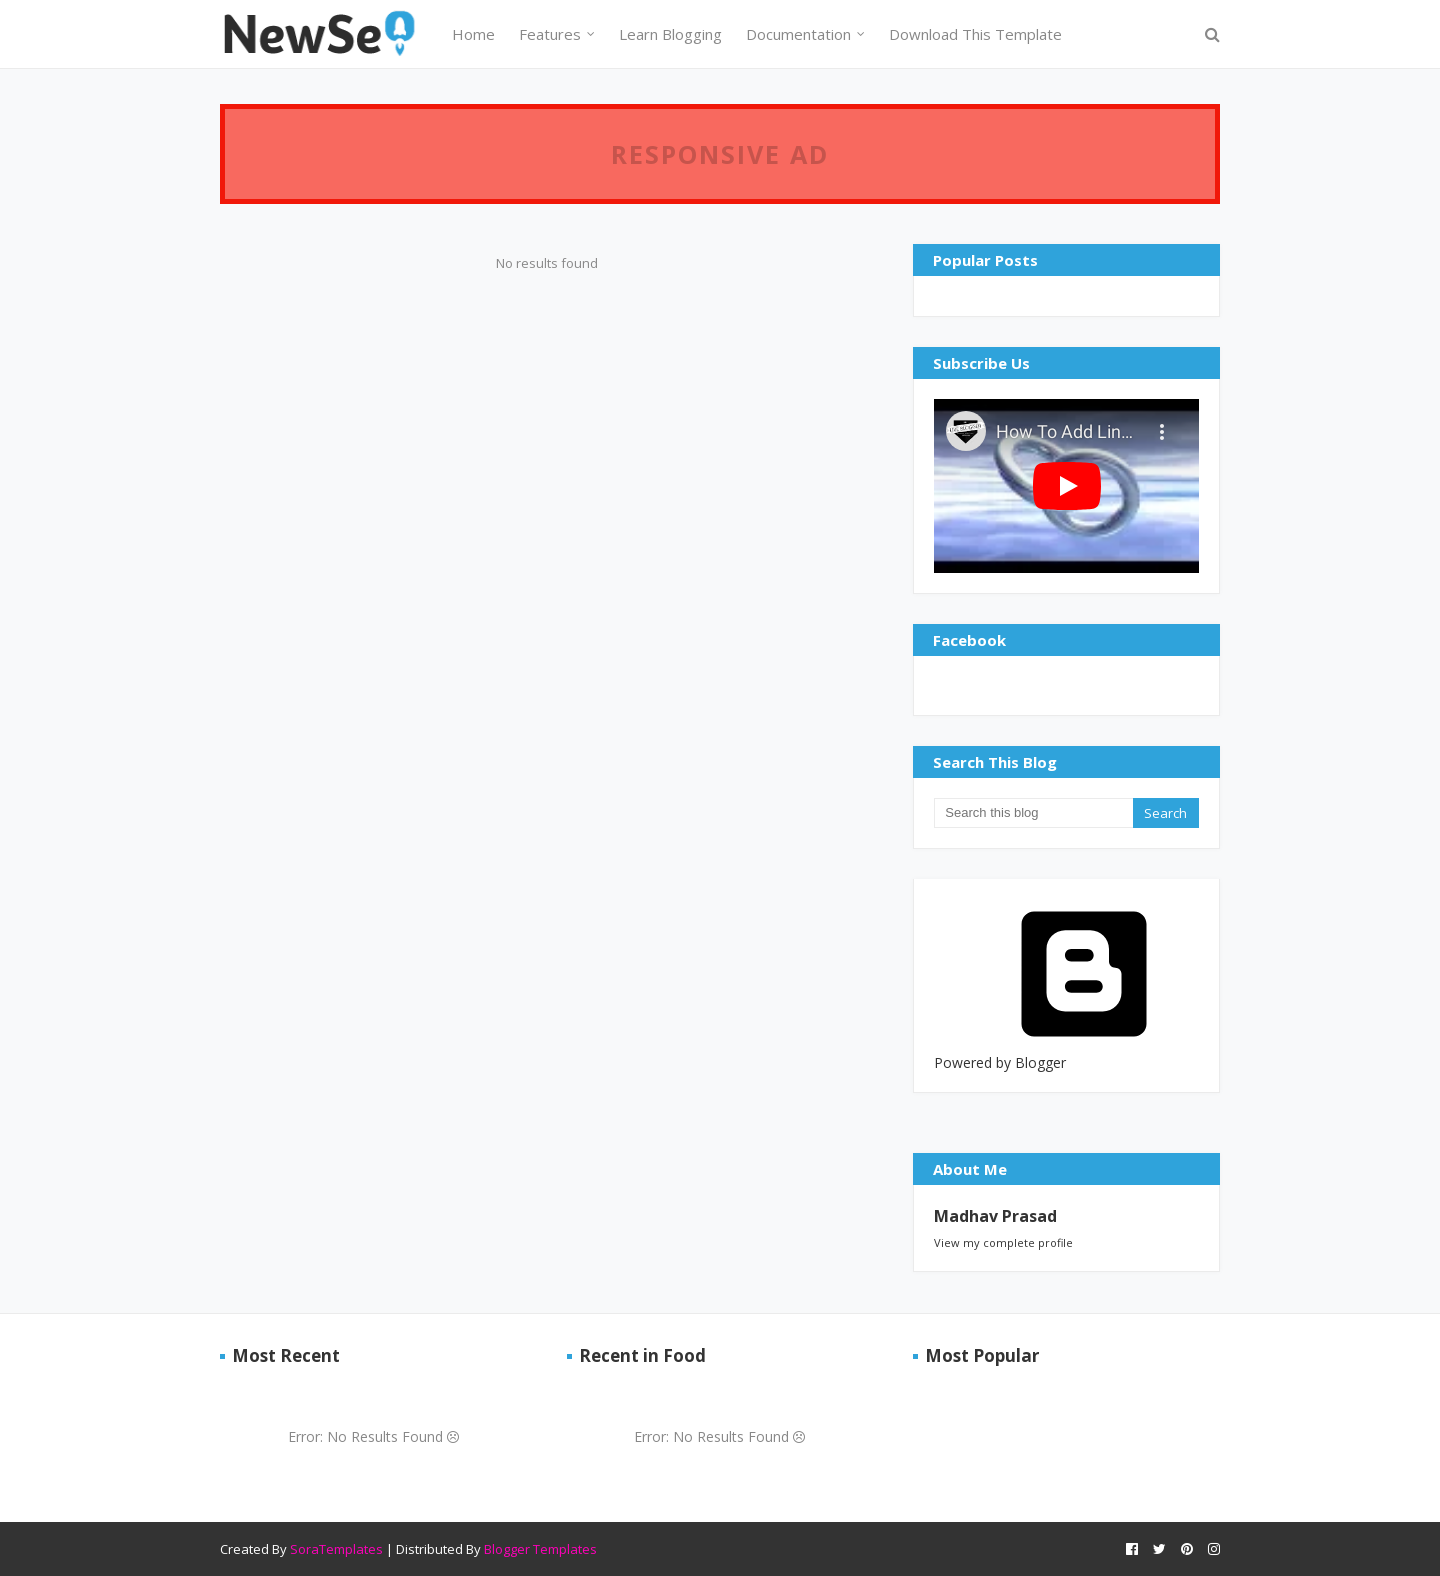 NewSeo
Home
Features
Learn Blogging
Documentation
Download This Template
RESPONSIVE AD
No results found
Popular Posts
Subscribe Us
How To Add Lin...
Facebook
Search This Blog
Search this blog
Search
Powered by Blogger
About Me
Madhav Prasad
View my complete profile
Most Recent
Recent in Food
Most Popular
Error: No Results Found
Error: No Results Found
Created By SoraTemplates | Distributed By Blogger Templates